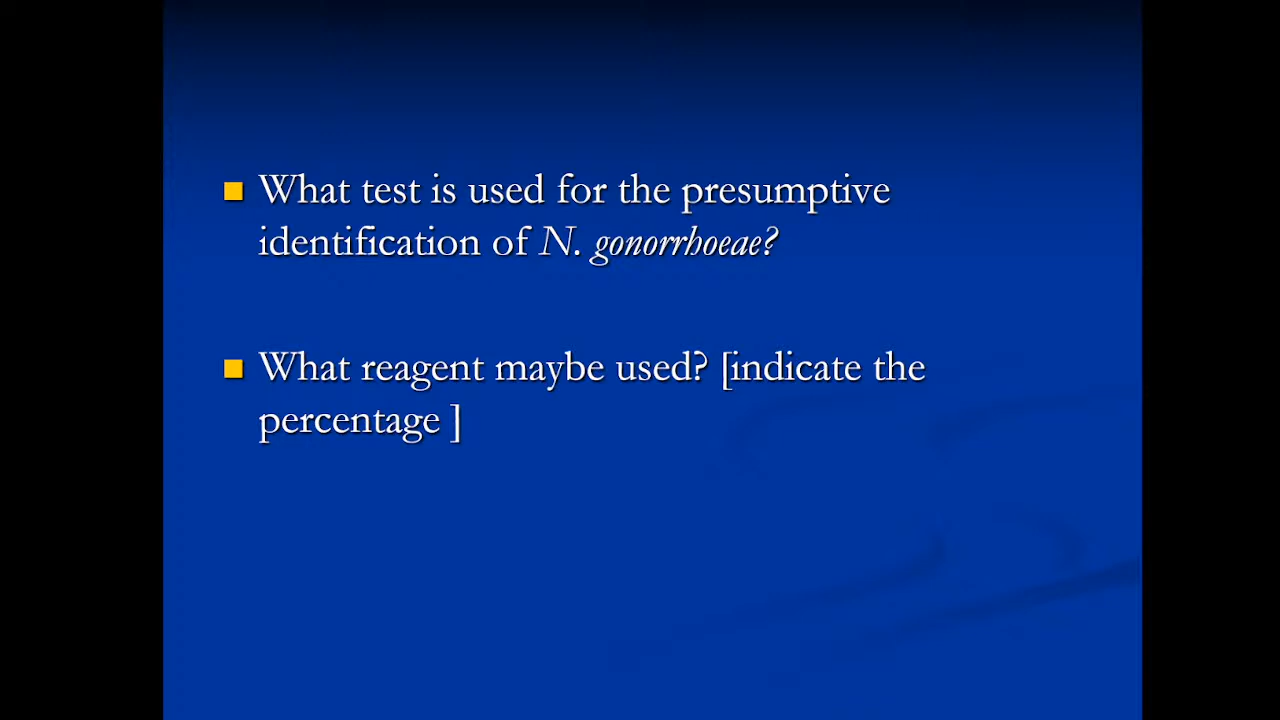 What test is used for the presumptive
identification of N. gonorrhoeae?
What reagent maybe used? [indicate the
percentage ]